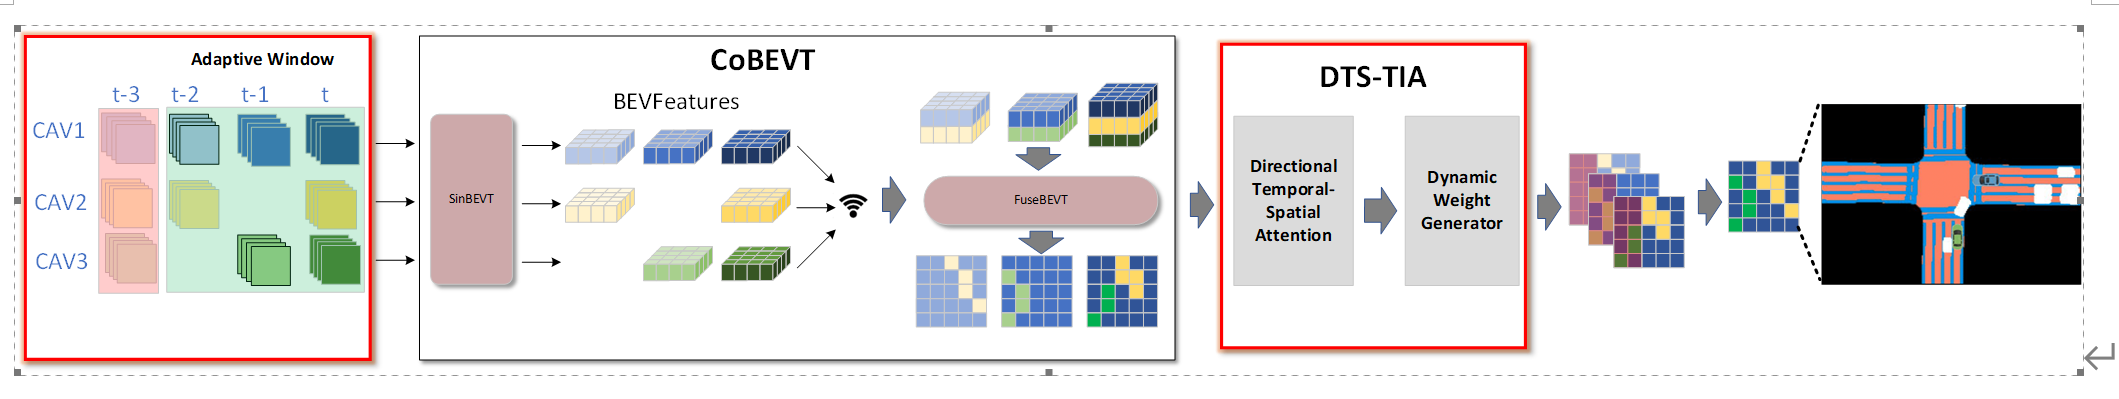 Adaptive Window
t-3 t-2 t-1 t
CAV1
CAV2
CAV3
CoBEVT
BEVFeatures
SinBEVT
FuseBEVT
DTS-TIA
Directional
Temporal-
Spatial
Attention
Dynamic
Weight
Generator